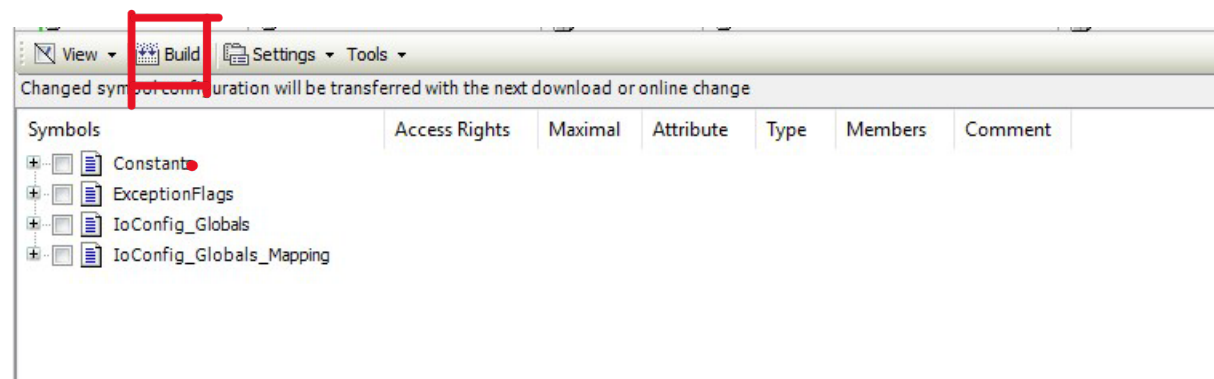 View Build Settings Tools
Changed symbol configuration will be transferred with the next download or online change
Symbols Access Rights Maximal Attribute Type Members Comment
Constants
ExceptionFlags
IoConfig_Globals
IoConfig_Globals_Mapping